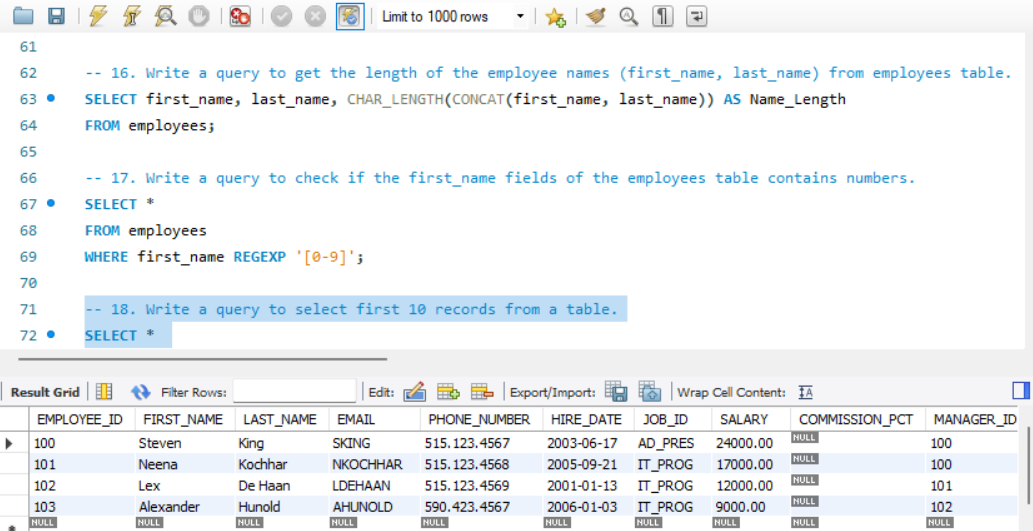 Limit to 1000 rows
61
62 -- 16. Write a query to get the length of the employee names (first_name, last_name) from employees table.
63 SELECT first_name, last_name, CHAR_LENGTH(CONCAT(first_name, last_name)) AS Name_Length
64 FROM employees;
65
66 -- 17. Write a query to check if the first_name fields of the employees table contains numbers.
67 SELECT *
68 FROM employees
69 WHERE first_name REGEXP '[0-9]';
70
71 -- 18. Write a query to select first 10 records from a table.
72 SELECT *
Result Grid Filter Rows: Edit: Export/Import: Wrap Cell Content: IA
EMPLOYEE_ID FIRST_NAME LAST_NAME EMAIL PHONE_NUMBER HIRE_DATE JOB_ID SALARY COMMISSION_PCT MANAGER_ID
100 Steven King SKING 515.123.4567 2003-06-17 AD_PRES 24000.00 NULL 100
101 Neena Kochhar NKOCHHAR 515.123.4568 2005-09-21 IT_PROG 17000.00 NULL 100
102 Lex De Haan LDEHAAN 515.123.4569 2001-01-13 IT_PROG 12000.00 NULL 101
103 Alexander Hunold AHUNOLD 590.423.4567 2006-01-03 IT_PROG 9000.00 NULL 102
NULL NULL NULL NULL NULL NULL NULL NULL NULL NULL